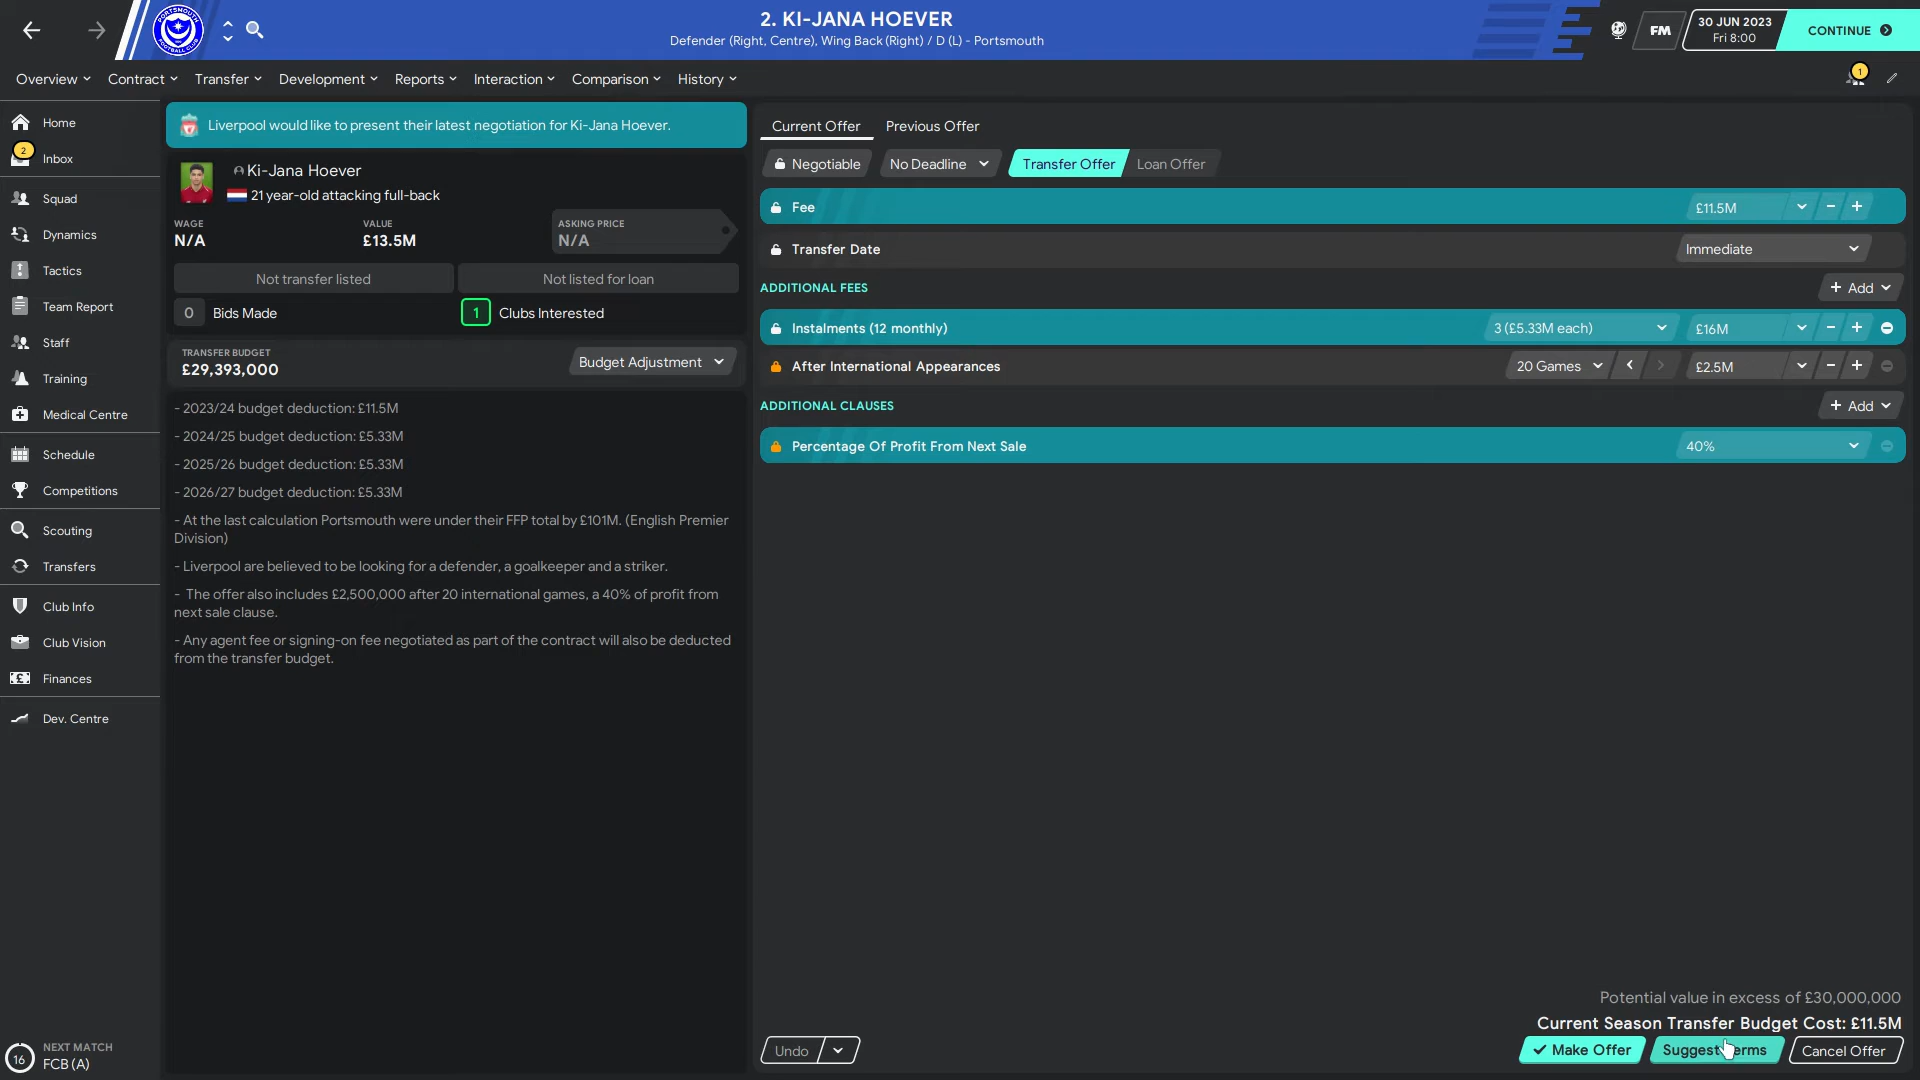 2. KI-JANA HOEVER
Defender (Right, Centre), Wing Back (Right) / D (L) - Portsmouth
FM
30 JUN 2023
Fri 8:00
CONTINUE
Overview
Contract
Transfer
Development
Reports
Interaction
Comparison
History
1
Home
2
Inbox
Squad
Dynamics
Tactics
Team Report
Staff
Training
Medical Centre
Schedule
Competitions
Scouting
Transfers
Club Info
Club Vision
Finances
Dev. Centre
16
NEXT MATCH
FCB (A)
Liverpool would like to present their latest negotiation for Ki-Jana Hoever.
Ki-Jana Hoever
21 year-old attacking full-back
WAGE
N/A
VALUE
£13.5M
ASKING PRICE
N/A
Not transfer listed
Not listed for loan
0 Bids Made
1 Clubs Interested
TRANSFER BUDGET
£29,393,000
Budget Adjustment
- 2023/24 budget deduction: £11.5M
- 2024/25 budget deduction: £5.33M
- 2025/26 budget deduction: £5.33M
- 2026/27 budget deduction: £5.33M
- At the last calculation Portsmouth were under their FFP total by £101M. (English Premier
Division)
- Liverpool are believed to be looking for a defender, a goalkeeper and a striker.
- The offer also includes £2,500,000 after 20 international games, a 40% of profit from
next sale clause.
- Any agent fee or signing-on fee negotiated as part of the contract will also be deducted
from the transfer budget.
Current Offer
Previous Offer
Negotiable
No Deadline
Transfer Offer
Loan Offer
Fee
£11.5M
Transfer Date
Immediate
ADDITIONAL FEES
+ Add
Instalments (12 monthly)
3 (£5.33M each)
£16M
After International Appearances
20 Games
£2.5M
ADDITIONAL CLAUSES
+ Add
Percentage Of Profit From Next Sale
40%
Potential value in excess of £30,000,000
Current Season Transfer Budget Cost: £11.5M
Undo
Make Offer
Suggest
Cancel Offer